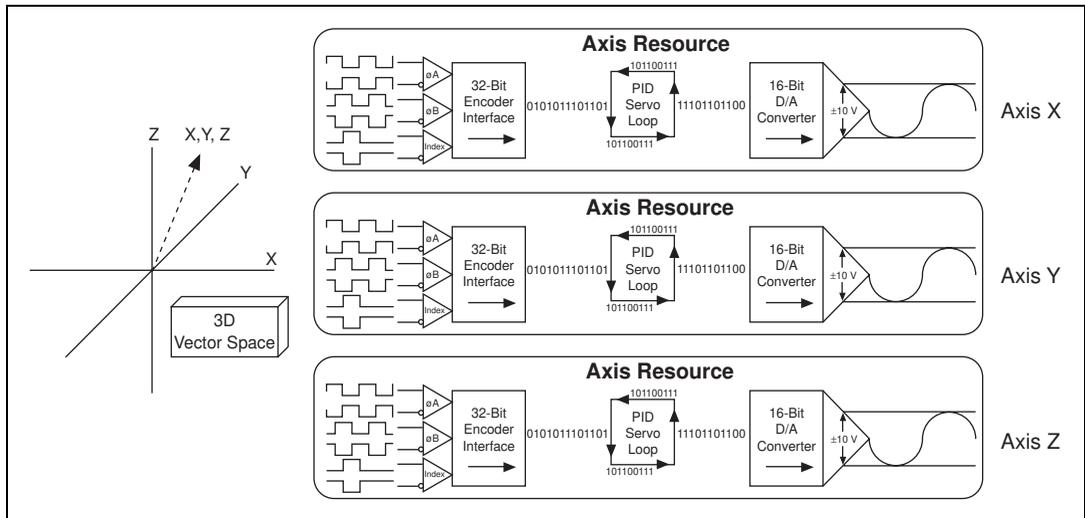 Z
X,Y, Z
Y
X
3D
Vector Space
Axis Resource
øA
øB
Index
32-Bit
Encoder
Interface
0101011101101
101100111
PID
Servo
Loop
101100111
11101101100
16-Bit
D/A
Converter
±10 V
Axis X
Axis Resource
øA
øB
Index
32-Bit
Encoder
Interface
0101011101101
101100111
PID
Servo
Loop
101100111
11101101100
16-Bit
D/A
Converter
±10 V
Axis Y
Axis Resource
øA
øB
Index
32-Bit
Encoder
Interface
0101011101101
101100111
PID
Servo
Loop
101100111
11101101100
16-Bit
D/A
Converter
±10 V
Axis Z